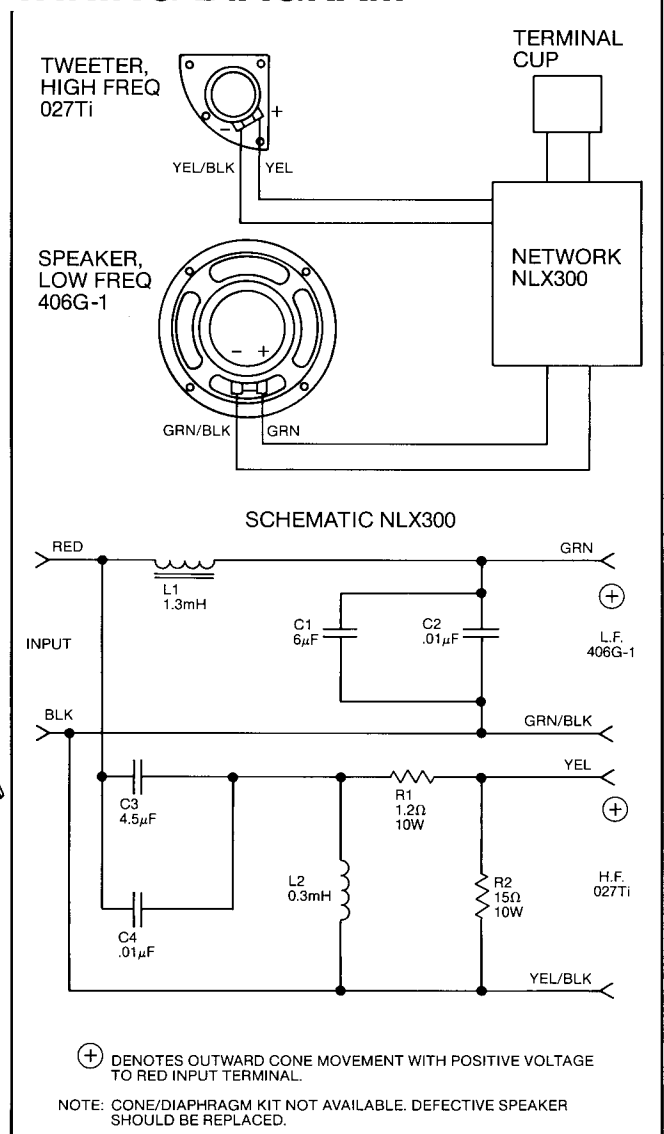 TERMINAL
CUP
TWEETER,
HIGH FREQ
027Ti
+
−
YEL/BLK
YEL
SPEAKER,
LOW FREQ
406G-1
NETWORK
NLX300
− +
GRN/BLK
GRN
SCHEMATIC NLX300
RED
GRN
L1
1.3mH
+
C1
6µF
C2
.01µF
INPUT
L.F.
406G-1
BLK
GRN/BLK
YEL
C3
4.5µF
R1
1.2Ω
10W
+
L2
0.3mH
R2
15Ω
10W
H.F.
027Ti
C4
.01µF
YEL/BLK
+ DENOTES OUTWARD CONE MOVEMENT WITH POSITIVE VOLTAGE
TO RED INPUT TERMINAL.
NOTE: CONE/DIAPHRAGM KIT NOT AVAILABLE. DEFECTIVE SPEAKER
SHOULD BE REPLACED.